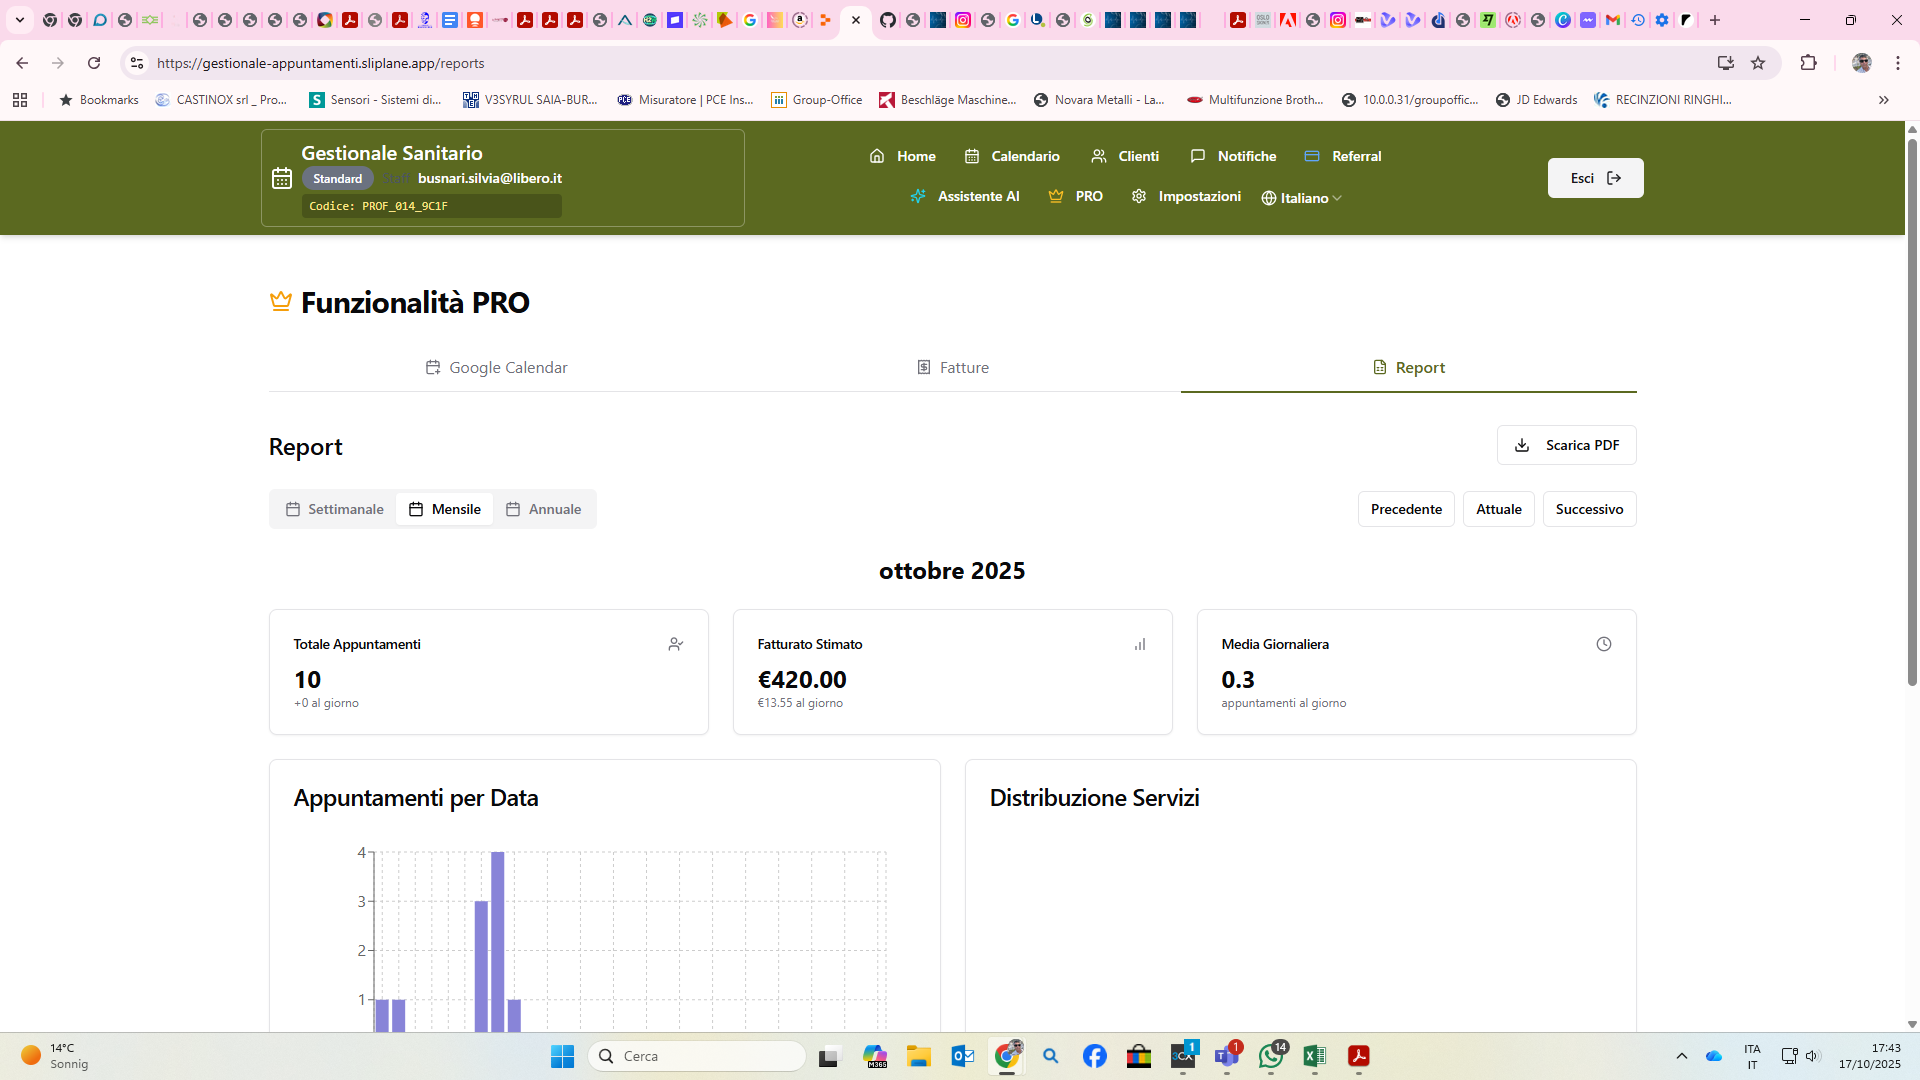 https://gestionale-appuntamenti.sliplane.app/reports
Bookmarks
CASTINOX srl _ Pro...
Sensori - Sistemi di...
V3SYRUL SAIA-BUR...
Misuratore | PCE Ins...
Group-Office
Beschläge Maschine...
Novara Metalli - La...
Multifunzione Broth...
10.0.0.31/groupoffic...
JD Edwards
RECINZIONI RINGHI...
Gestionale Sanitario
Standard Staff busnari.silvia@libero.it
Codice: PROF_014_9C1F
Home Calendario Clienti Notifiche Referral
Assistente AI PRO Impostazioni Italiano
Esci
Funzionalità PRO
Google Calendar Fatture Report
Report
Scarica PDF
Settimanale Mensile Annuale
Precedente Attuale Successivo
ottobre 2025
Totale Appuntamenti
10
+0 al giorno
Fatturato Stimato
€420.00
€13.55 al giorno
Media Giornaliera
0.3
appuntamenti al giorno
Appuntamenti per Data
4
3
2
1
Distribuzione Servizi
14°C
Sonnig
Cerca
M365
3CX
1
1
14
ITA
IT
17:43
17/10/2025